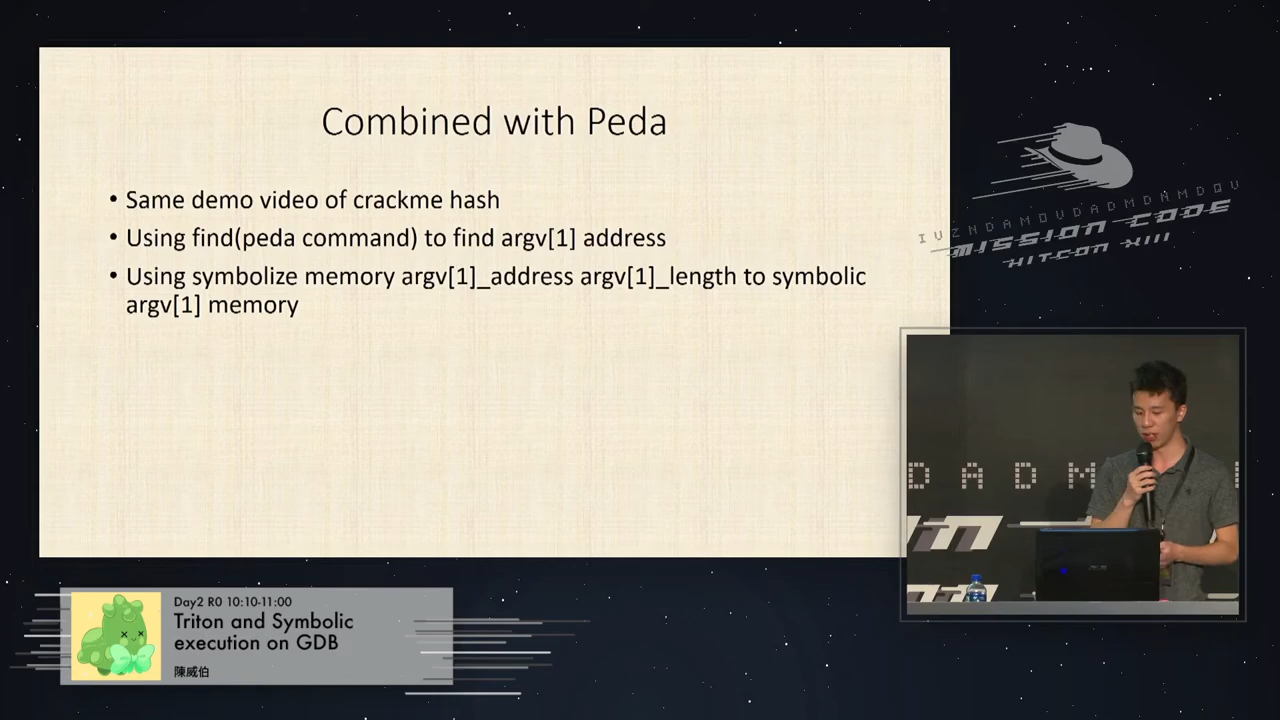 Combined with Peda
• Same demo video of crackme hash
• Using find(peda command) to find argv[1] address
• Using symbolize memory argv[1]_address argv[1]_length to symbolic
argv[1] memory
MISSION CODE
HITCON XIII
D A D M
Day2 R0 10:10-11:00
Triton and Symbolic
execution on GDB
陳威伯